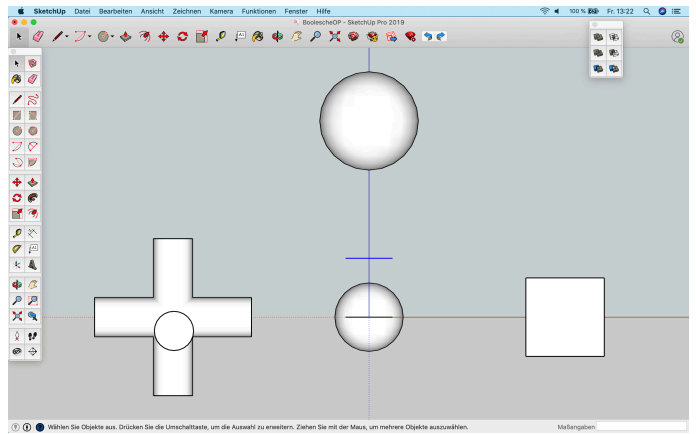 SketchUp Datei Bearbeiten Ansicht Zeichnen Kamera Funktionen Fenster Hilfe 100 % Fr. 13:22
BoolescheOP - SketchUp Pro 2019
Wählen Sie Objekte aus. Drücken Sie die Umschalttaste, um die Auswahl zu erweitern. Ziehen Sie mit der Maus, um mehrere Objekte auszuwählen. Maßangaben